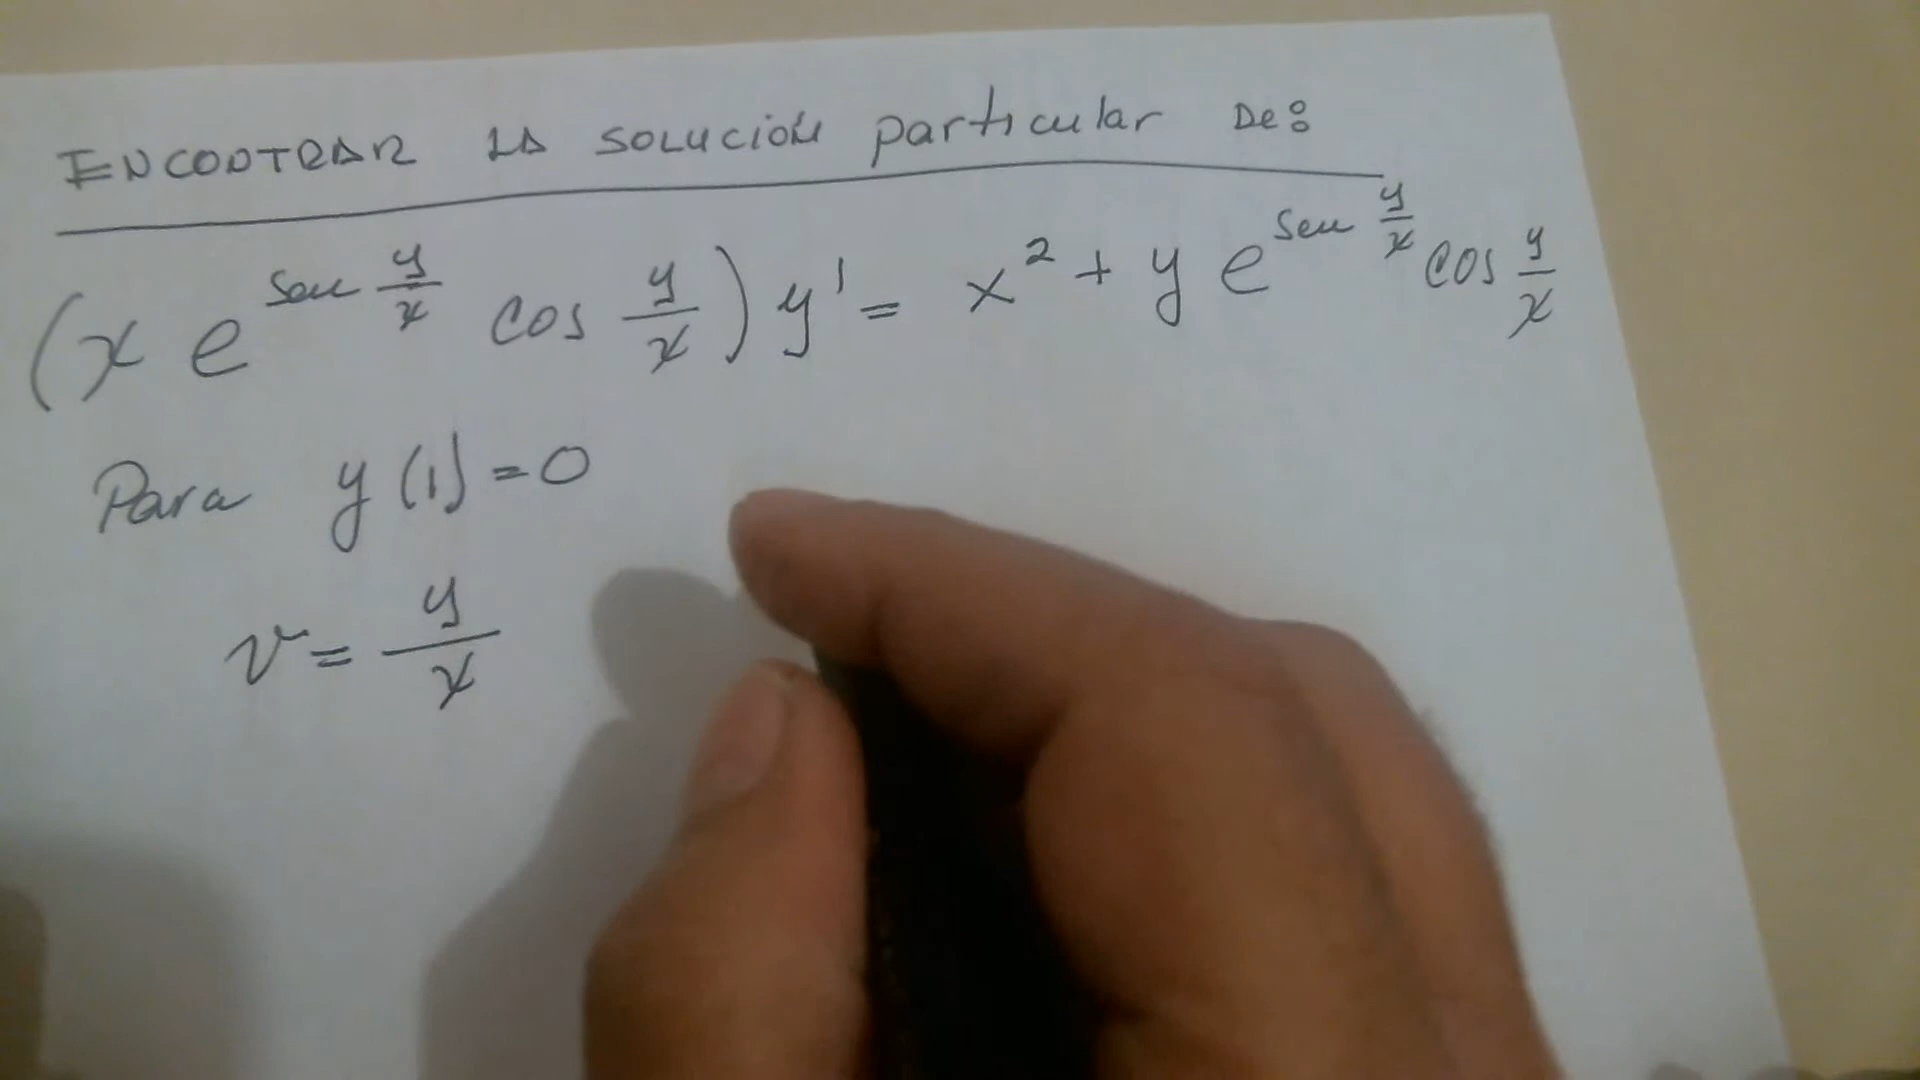 ENCONTRAR LA SOLUCIÓN particular De:
(x e^{sen y/x} cos y/x) y' = x² + y e^{sen y/x} cos y/x
Para y(1)=0
v = y/x